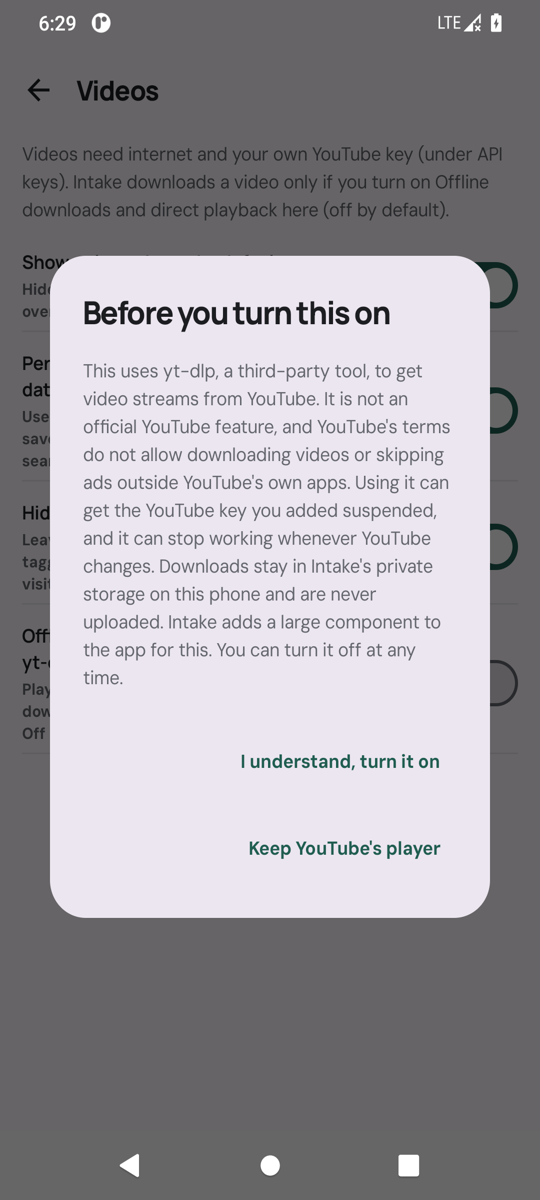 6:29
LTE
Videos
Videos need internet and your own YouTube key (under API
keys). Intake downloads a video only if you turn on Offline
downloads and direct playback here (off by default).
Before you turn this on
This uses yt-dlp, a third-party tool, to get
video streams from YouTube. It is not an
official YouTube feature, and YouTube's terms
do not allow downloading videos or skipping
ads outside YouTube's own apps. Using it can
get the YouTube key you added suspended,
and it can stop working whenever YouTube
changes. Downloads stay in Intake's private
storage on this phone and are never
uploaded. Intake adds a large component to
the app for this. You can turn it off at any
time.
I understand, turn it on
Keep YouTube's player
Off